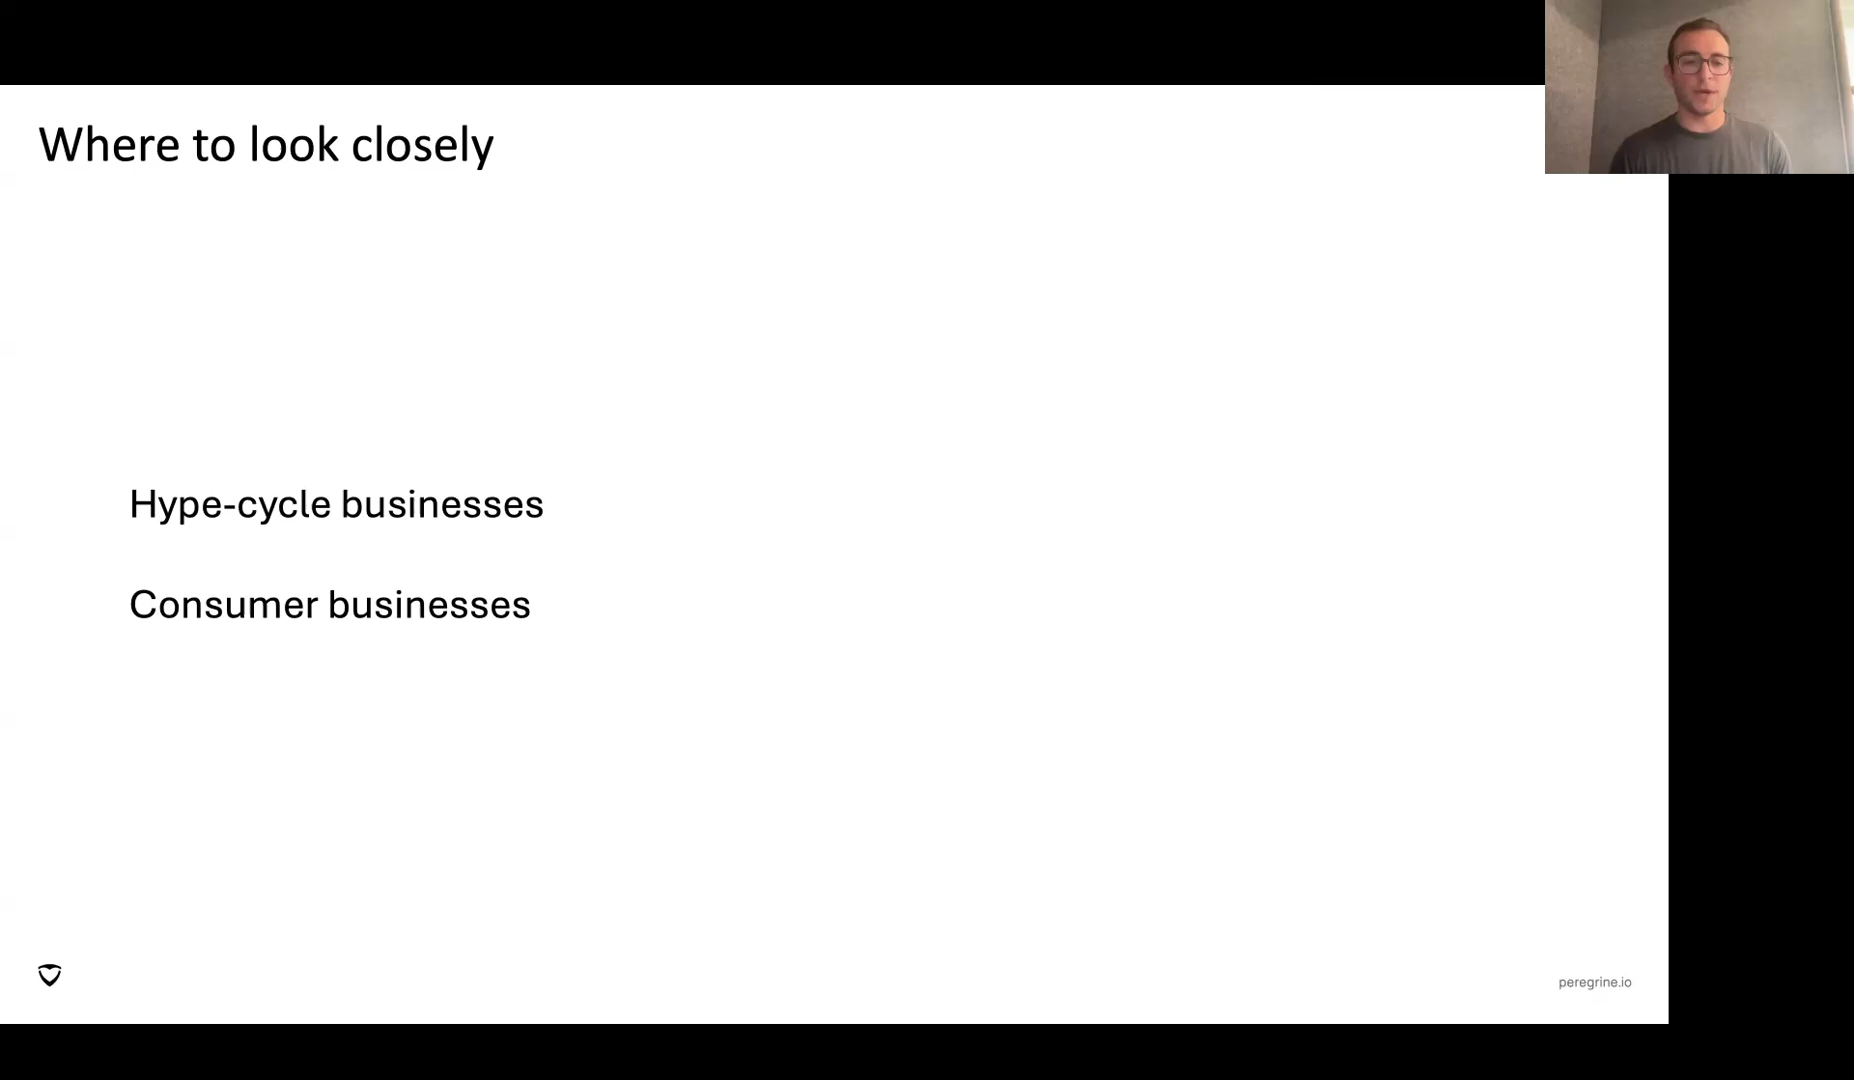 Where to look closely
Hype-cycle businesses
Consumer businesses
peregrine.io